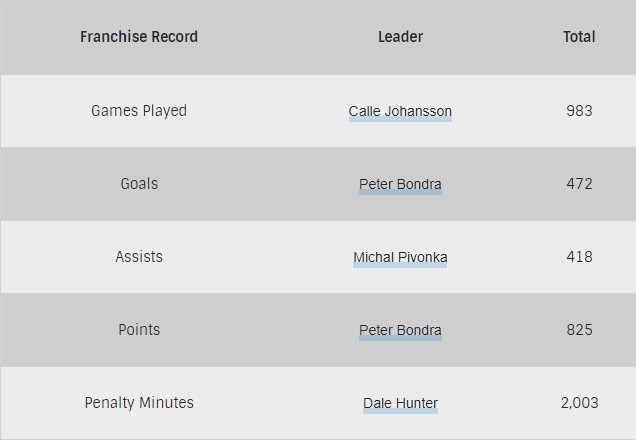 Franchise Record Leader Total
Games Played Calle Johansson 983
Goals Peter Bondra 472
Assists Michal Pivonka 418
Points Peter Bondra 825
Penalty Minutes Dale Hunter 2,003